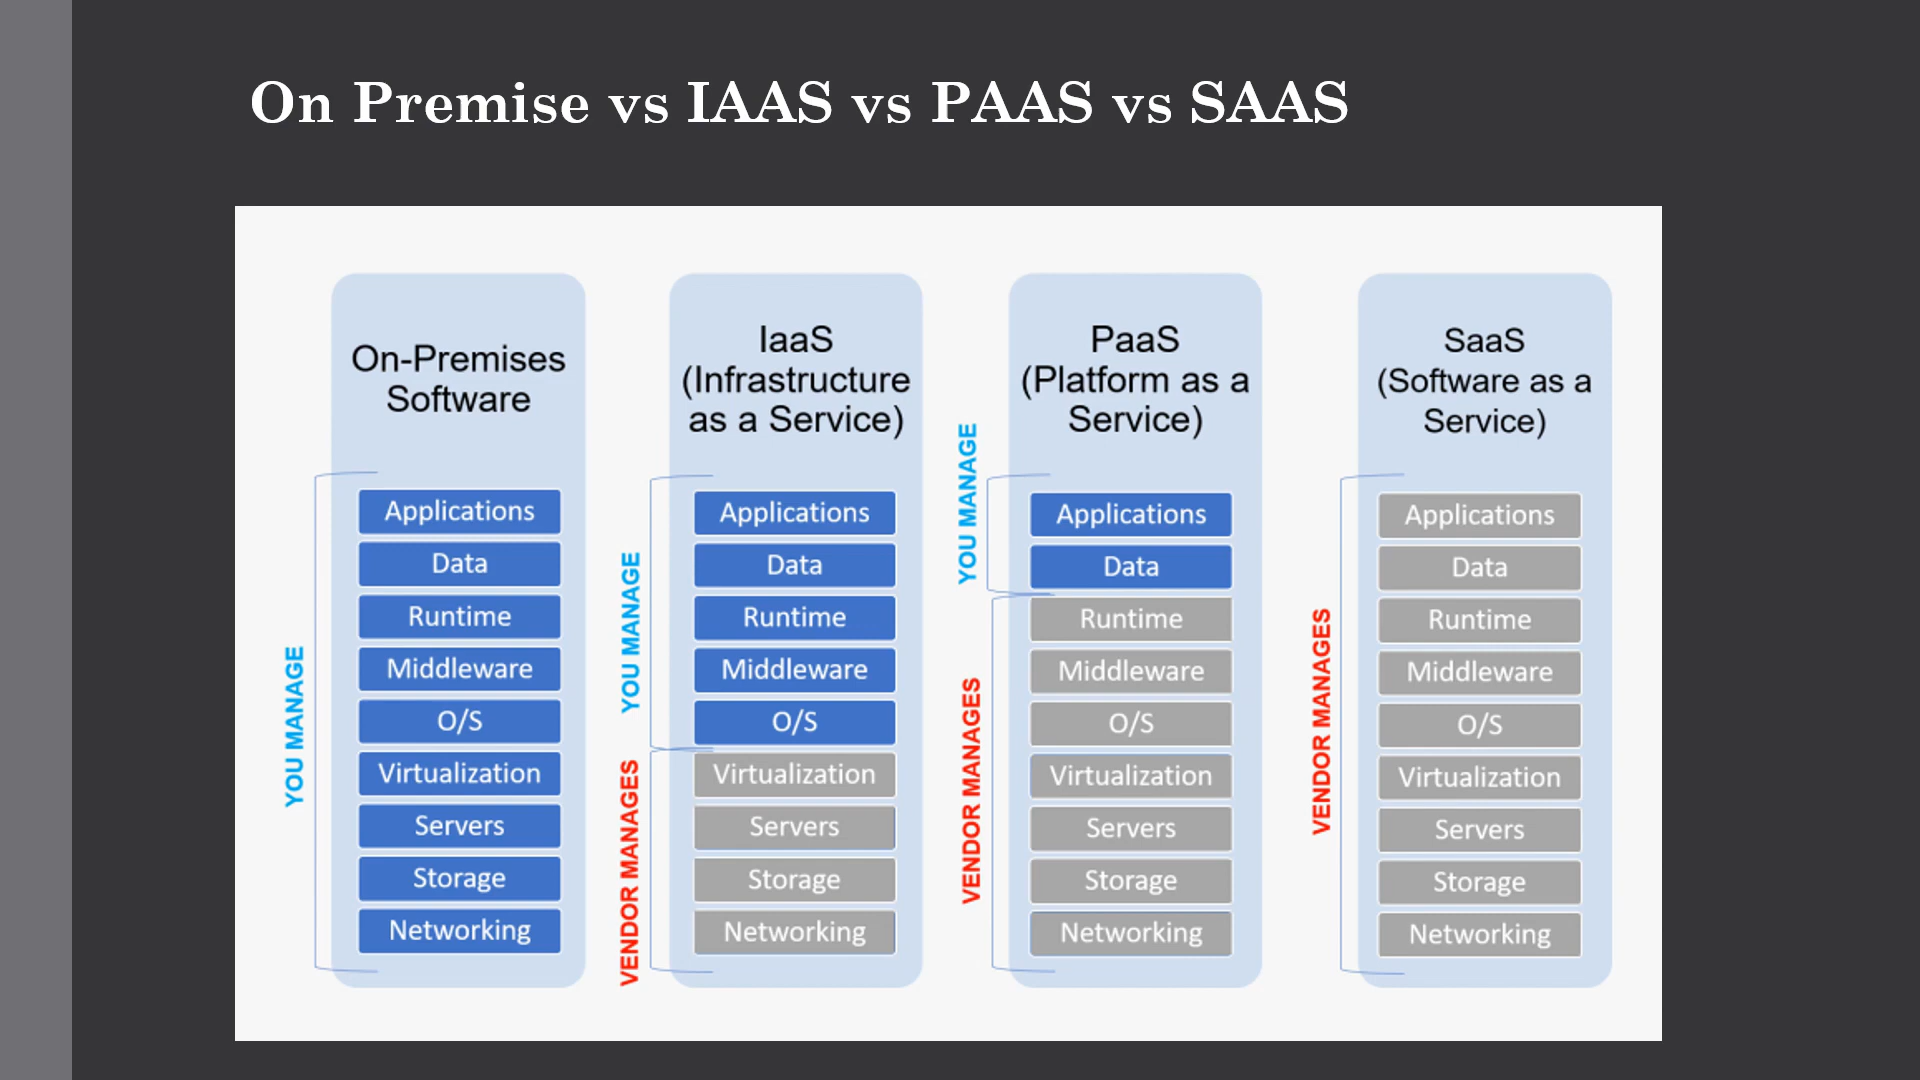 On Premise vs IAAS vs PAAS vs SAAS
On-Premises
Software
YOU MANAGE
Applications
Data
Runtime
Middleware
O/S
Virtualization
Servers
Storage
Networking
IaaS
(Infrastructure
as a Service)
YOU MANAGE
Applications
Data
Runtime
Middleware
O/S
VENDOR MANAGES
Virtualization
Servers
Storage
Networking
PaaS
(Platform as a
Service)
YOU MANAGE
Applications
Data
VENDOR MANAGES
Runtime
Middleware
O/S
Virtualization
Servers
Storage
Networking
SaaS
(Software as a
Service)
VENDOR MANAGES
Applications
Data
Runtime
Middleware
O/S
Virtualization
Servers
Storage
Networking